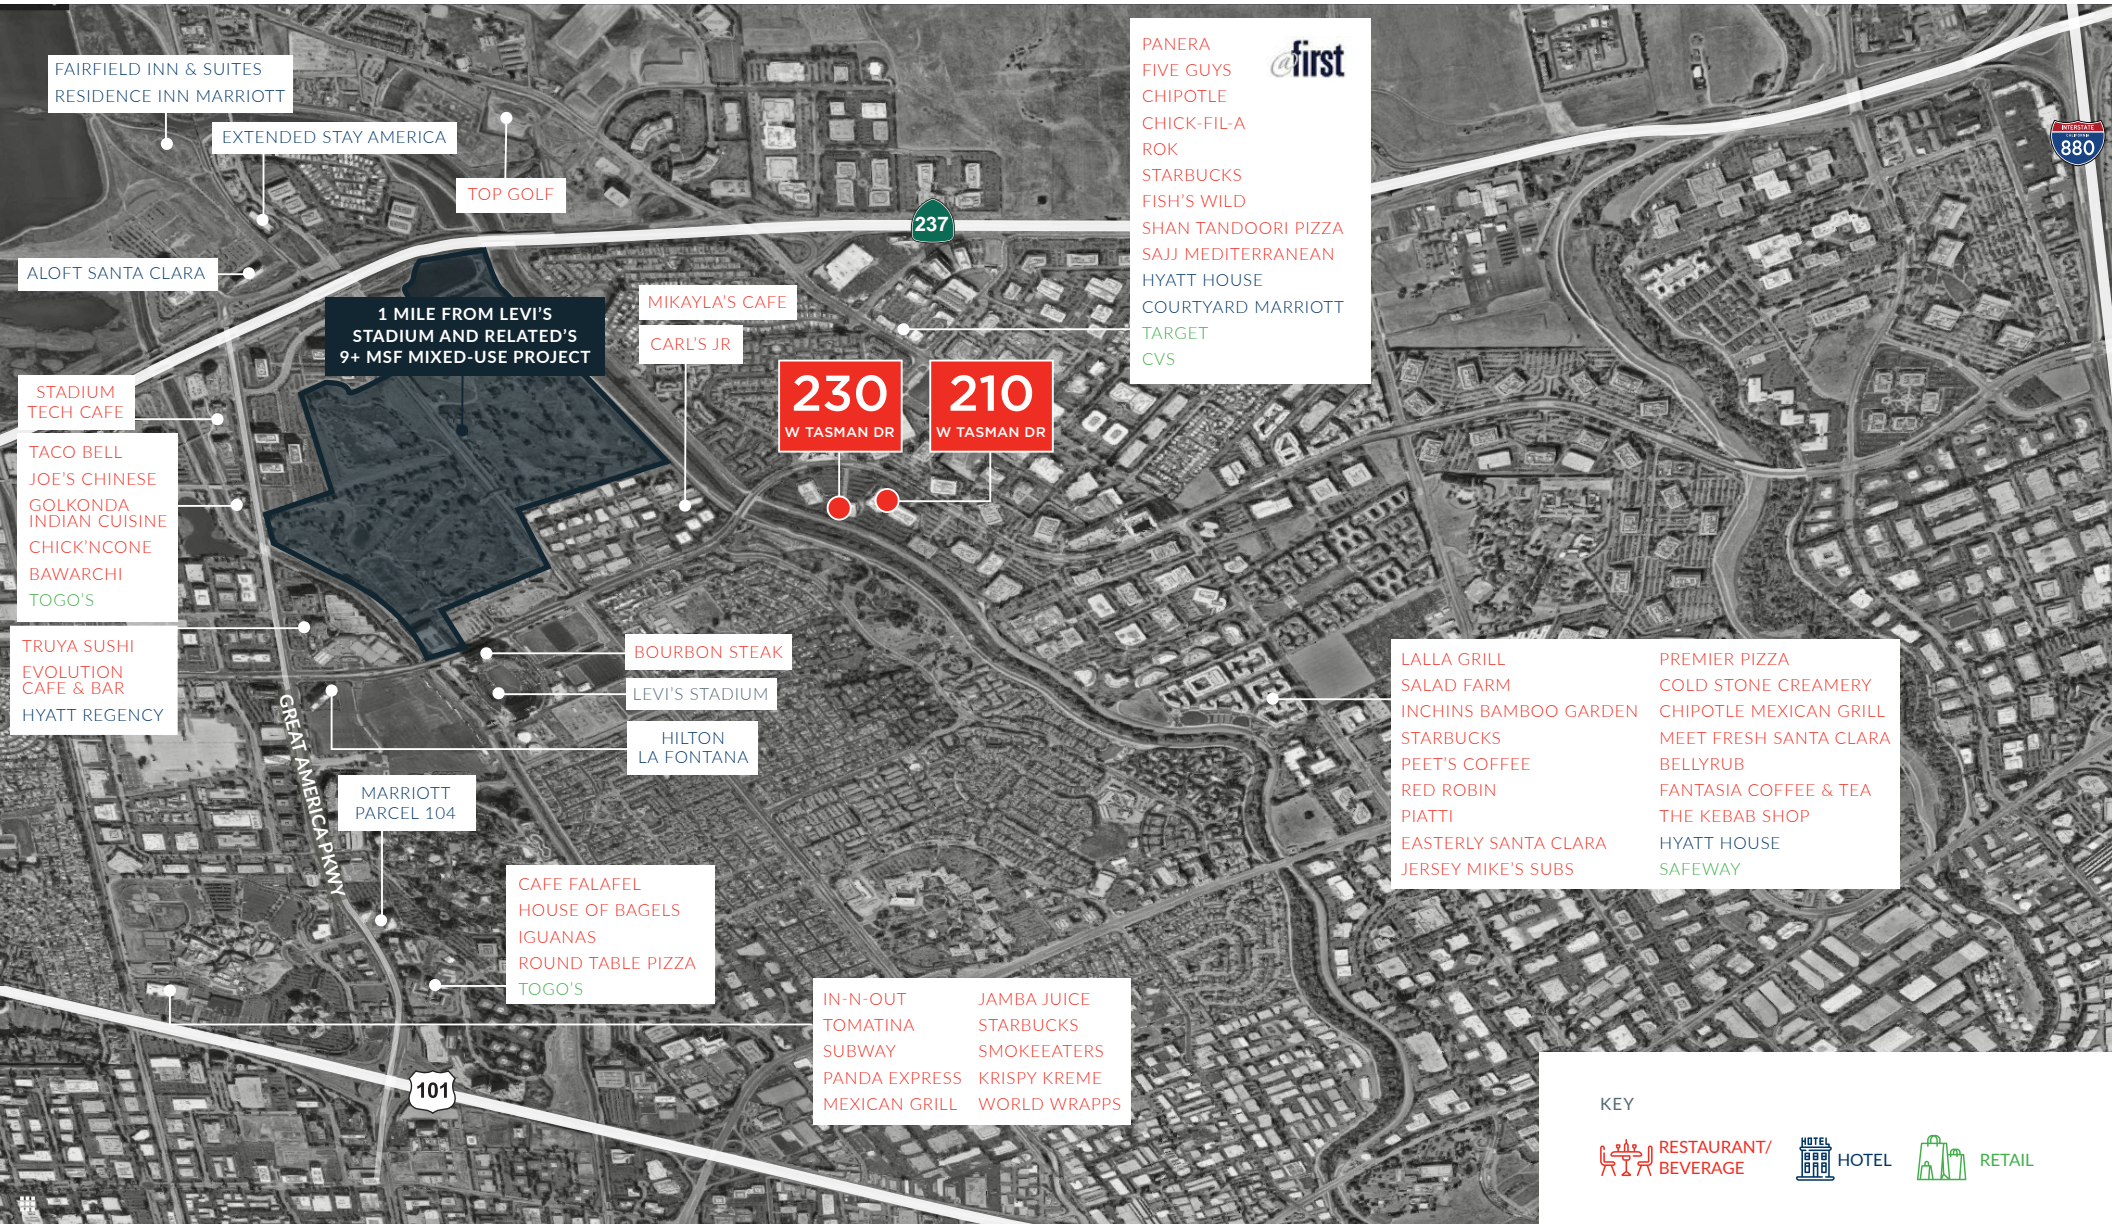 FAIRFIELD INN & SUITES
RESIDENCE INN MARRIOTT
EXTENDED STAY AMERICA
TOP GOLF
ALOFT SANTA CLARA
237
INTERSTATE
CALIFORNIA
880
PANERA
FIVE GUYS
CHIPOTLE
CHICK-FIL-A
ROK
STARBUCKS
FISH'S WILD
SHAN TANDOORI PIZZA
SAJJ MEDITERRANEAN
HYATT HOUSE
COURTYARD MARRIOTT
TARGET
CVS
@first
1 MILE FROM LEVI'S
STADIUM AND RELATED'S
9+ MSF MIXED-USE PROJECT
MIKAYLA'S CAFE
CARL'S JR
230
W TASMAN DR
210
W TASMAN DR
STADIUM
TECH CAFE
TACO BELL
JOE'S CHINESE
GOLKONDA
INDIAN CUISINE
CHICK'NCONE
BAWARCHI
TOGO'S
TRUYA SUSHI
EVOLUTION
CAFE & BAR
HYATT REGENCY
BOURBON STEAK
LEVI'S STADIUM
HILTON
LA FONTANA
GREAT AMERICA PKWY
MARRIOTT
PARCEL 104
CAFE FALAFEL
HOUSE OF BAGELS
IGUANAS
ROUND TABLE PIZZA
TOGO'S
LALLA GRILL
SALAD FARM
INCHINS BAMBOO GARDEN
STARBUCKS
PEET'S COFFEE
RED ROBIN
PIATTI
EASTERLY SANTA CLARA
JERSEY MIKE'S SUBS
PREMIER PIZZA
COLD STONE CREAMERY
CHIPOTLE MEXICAN GRILL
MEET FRESH SANTA CLARA
BELLYRUB
FANTASIA COFFEE & TEA
THE KEBAB SHOP
HYATT HOUSE
SAFEWAY
IN-N-OUT
TOMATINA
SUBWAY
PANDA EXPRESS
MEXICAN GRILL
JAMBA JUICE
STARBUCKS
SMOKEEATERS
KRISPY KREME
WORLD WRAPPS
101
KEY
RESTAURANT/
BEVERAGE
HOTEL
HOTEL
RETAIL